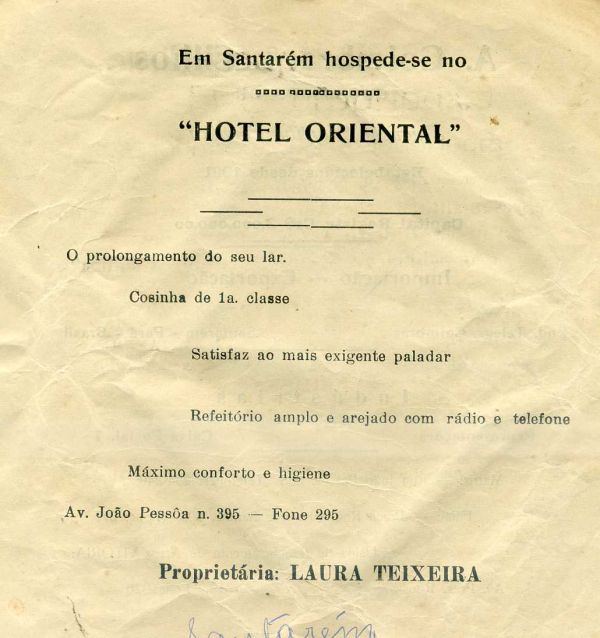 Em Santarém hospede-se no
"HOTEL ORIENTAL"
O prolongamento do seu lar.
Cosinha de 1a. classe
Satisfaz ao mais exigente paladar
Refeitório amplo e arejado com rádio e telefone
Máximo conforto e higiene
Av. João Pessôa n. 395 — Fone 295
Proprietária: LAURA TEIXEIRA
Santarém